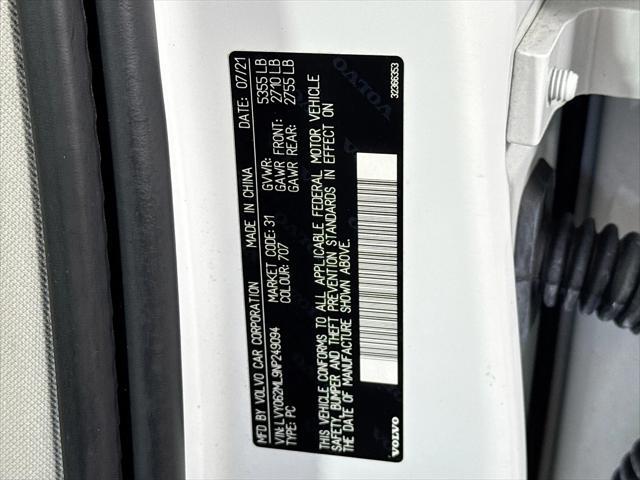 MFD BY VOLVO CAR CORPORATION MADE IN CHINA DATE: 07/21
VIN: LVY062ML9NP249094 MARKET CODE: 31 GVWR: 5355 LB
TYPE: PC COLOUR: 707 GAWR FRONT: 2710 LB
GAWR REAR: 2755 LB
THIS VEHICLE CONFORMS TO ALL APPLICABLE FEDERAL MOTOR VEHICLE
SAFETY, BUMPER AND THEFT PREVENTION STANDARDS IN EFFECT ON
THE DATE OF MANUFACTURE SHOWN ABOVE.
VOLVO 32366353